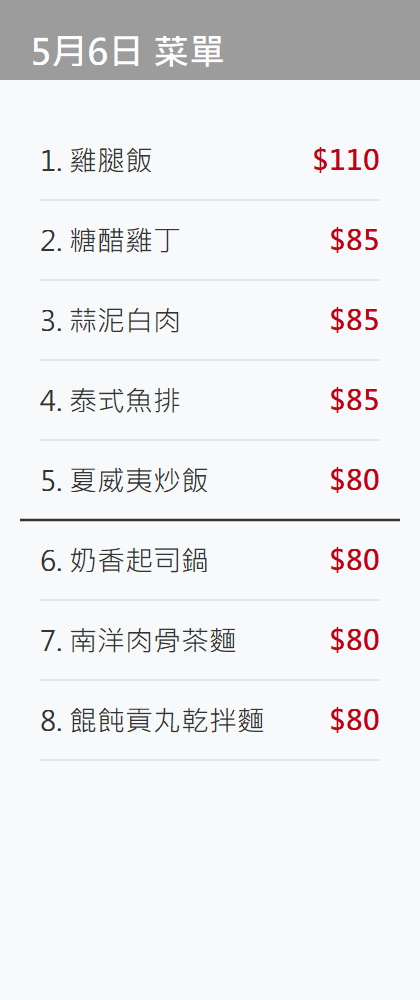 5月6日 菜單
1. 雞腿飯 $110
2. 糖醋雞丁 $85
3. 蒜泥白肉 $85
4. 泰式魚排 $85
5. 夏威夷炒飯 $80
6. 奶香起司鍋 $80
7. 南洋肉骨茶麵 $80
8. 餛飩貢丸乾拌麵 $80